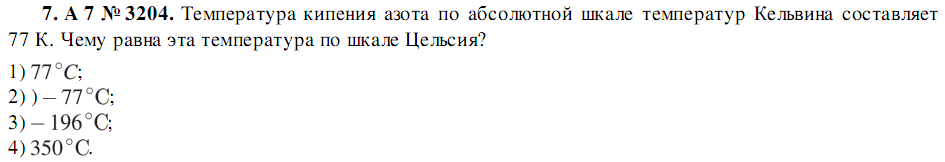 7. А 7 № 3204. Температура кипения азота по абсолютной шкале температур Кельвина составляет
77 К. Чему равна эта температура по шкале Цельсия?
1) 77 °C;
2) ) − 77 °C;
3) − 196 °C;
4) 350 °C.